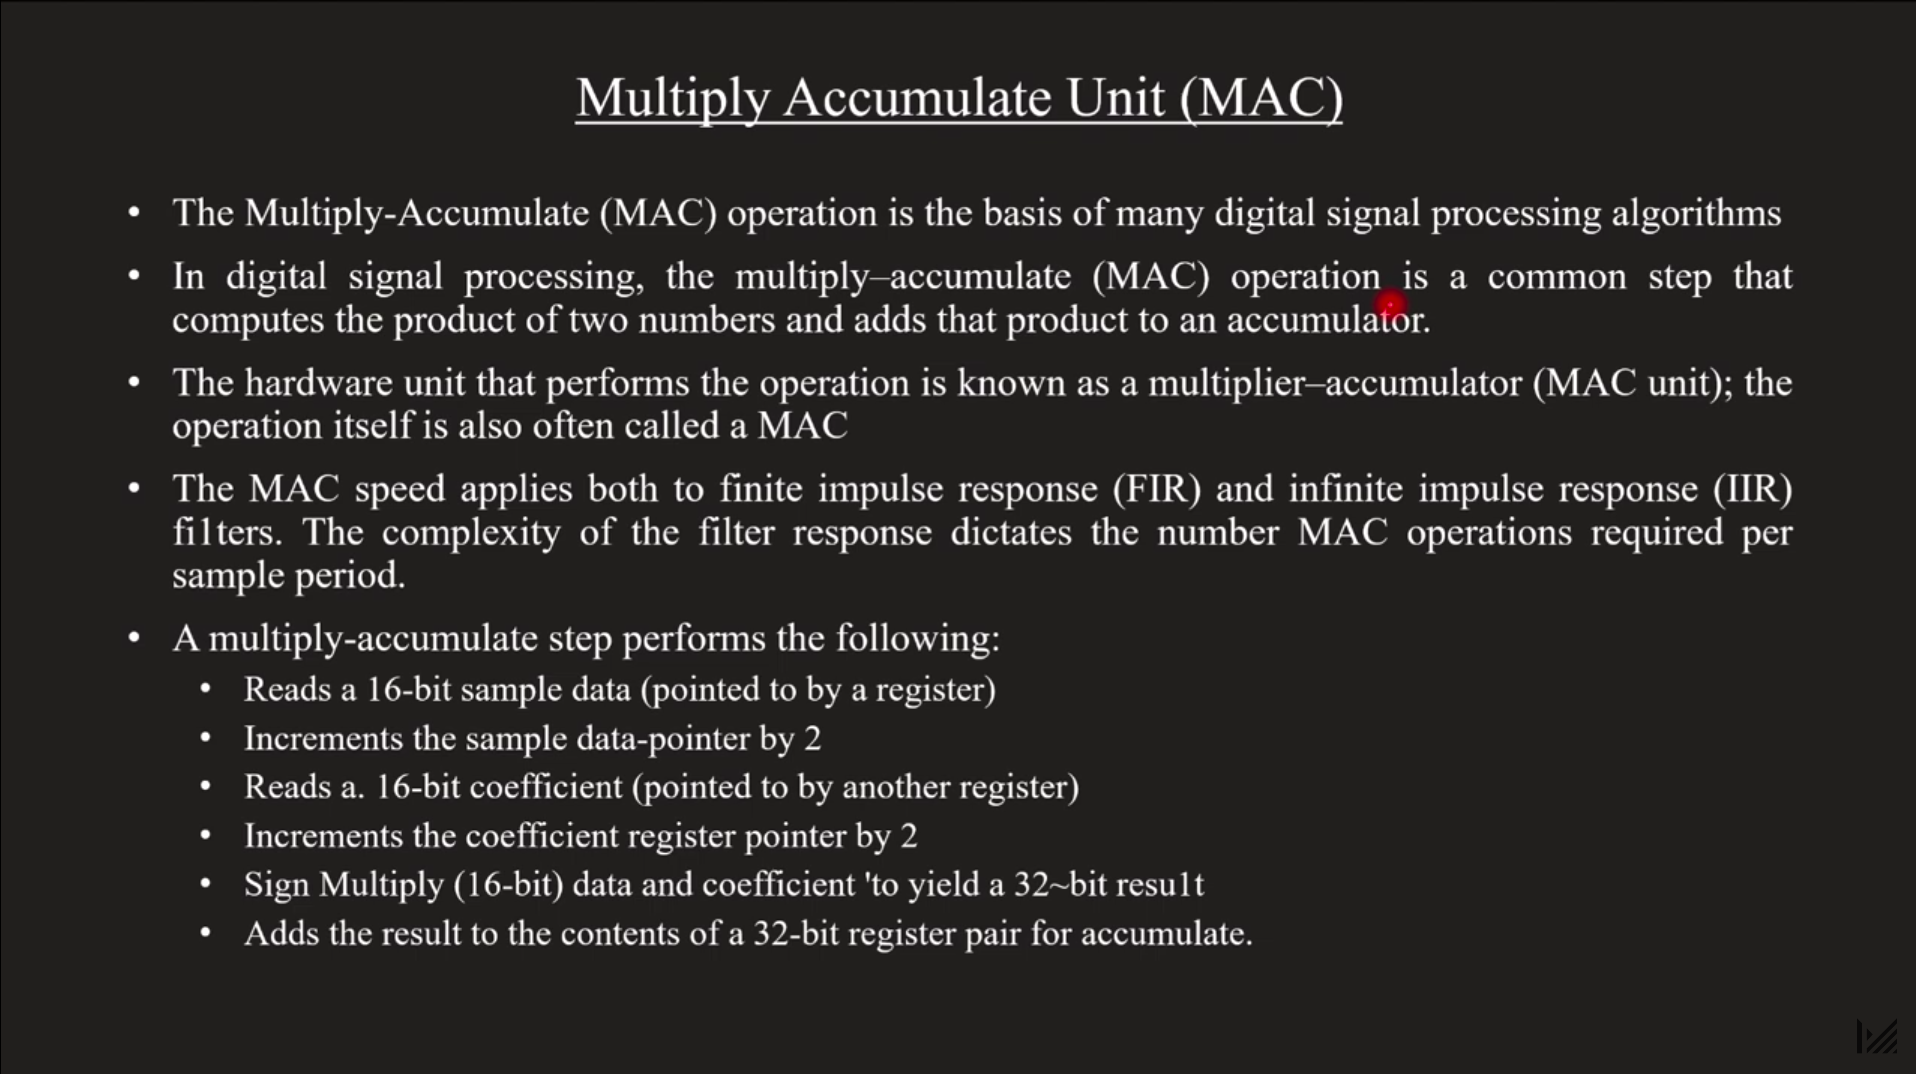 Multiply Accumulate Unit (MAC)
• The Multiply-Accumulate (MAC) operation is the basis of many digital signal processing algorithms
• In digital signal processing, the multiply–accumulate (MAC) operation is a common step that
computes the product of two numbers and adds that product to an accumulator.
• The hardware unit that performs the operation is known as a multiplier–accumulator (MAC unit); the
operation itself is also often called a MAC
• The MAC speed applies both to finite impulse response (FIR) and infinite impulse response (IIR)
fi1ters. The complexity of the filter response dictates the number MAC operations required per
sample period.
• A multiply-accumulate step performs the following:
• Reads a 16-bit sample data (pointed to by a register)
• Increments the sample data-pointer by 2
• Reads a. 16-bit coefficient (pointed to by another register)
• Increments the coefficient register pointer by 2
• Sign Multiply (16-bit) data and coefficient 'to yield a 32~bit resu1t
• Adds the result to the contents of a 32-bit register pair for accumulate.